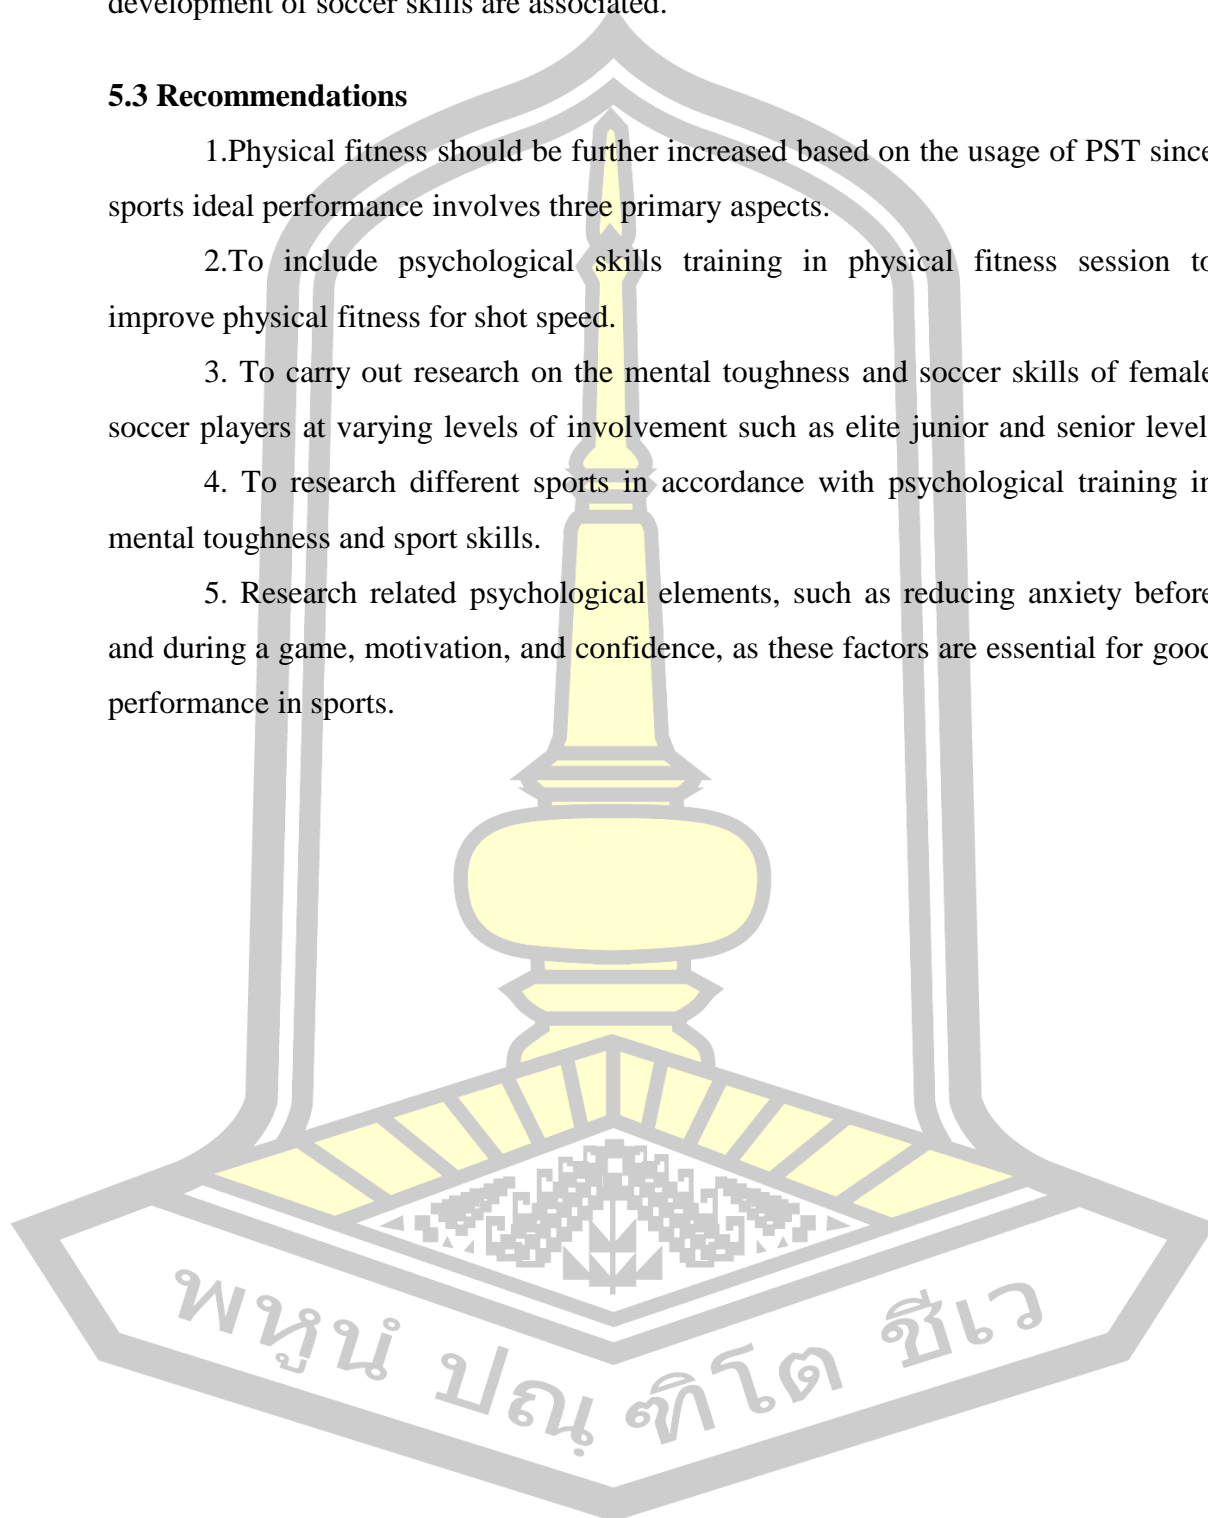 development of soccer skills are associated.
5.3 Recommendations
1.Physical fitness should be further increased based on the usage of PST since
sports ideal performance involves three primary aspects.
2.To include psychological skills training in physical fitness session to
improve physical fitness for shot speed.
3. To carry out research on the mental toughness and soccer skills of female
soccer players at varying levels of involvement such as elite junior and senior level
4. To research different sports in accordance with psychological training in
mental toughness and sport skills.
5. Research related psychological elements, such as reducing anxiety before
and during a game, motivation, and confidence, as these factors are essential for good
performance in sports.
พหูนํ ปณฺ ฑิโต ชีเว